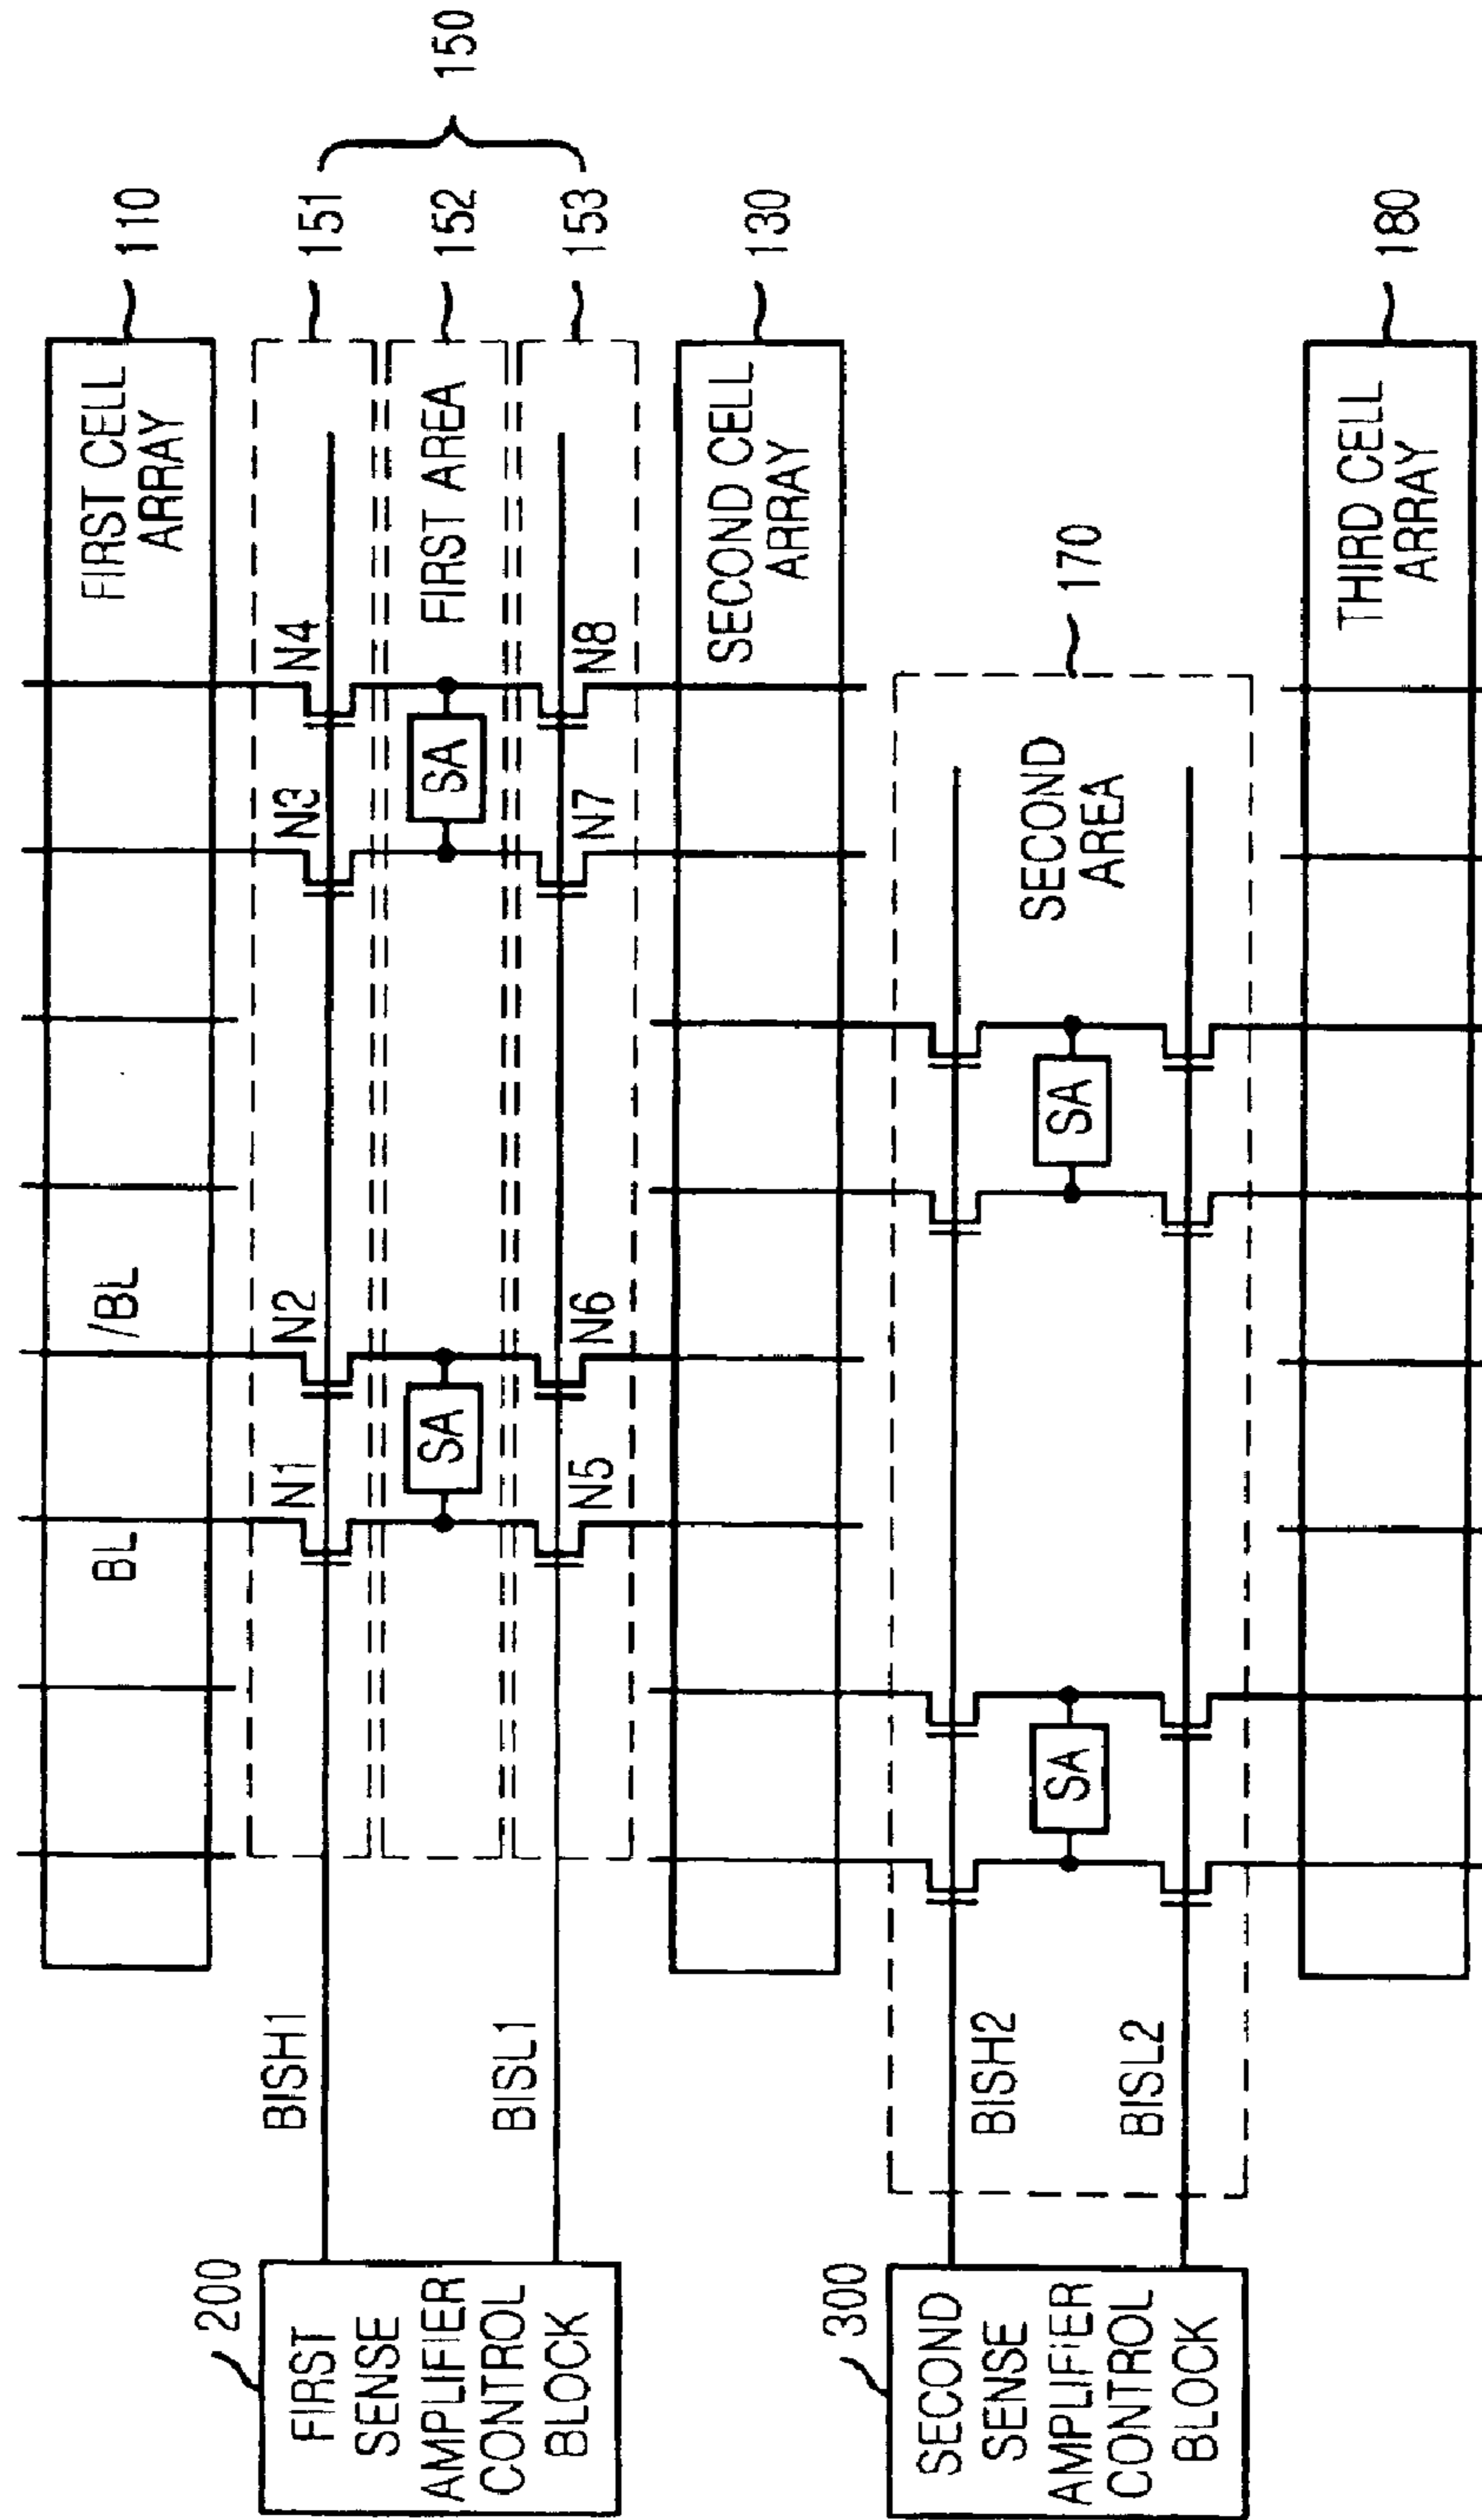 FIRST CELL
ARRAY
110
BL
/BL
N1
N2
N3
N4
151
BISH1
200
FIRST
SENSE
AMPLIFIER
CONTROL
BLOCK
SA
SA
FIRST AREA
152
150
BISL1
N5
N6
N7
N8
153
SECOND CELL
ARRAY
130
300
SECOND
SENSE
AMPLIFIER
CONTROL
BLOCK
BISH2
BISL2
SA
SA
SECOND
AREA
170
THIRD CELL
ARRAY
180